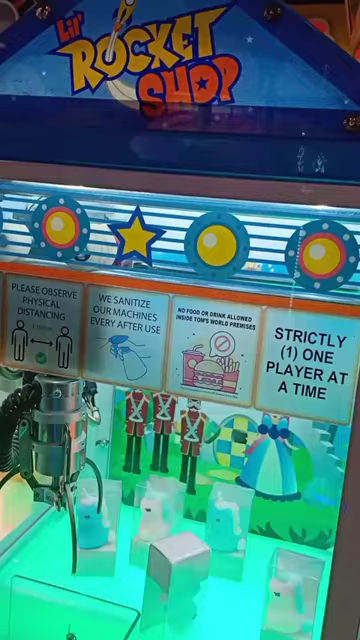 Lil'
ROCKET
SHOP
PLEASE OBSERVE
PHYSICAL
DISTANCING
WE SANITIZE
OUR MACHINES
EVERY AFTER USE
NO FOOD OR DRINK ALLOWED
INSIDE TOM'S WORLD PREMISES
STRICTLY
(1) ONE
PLAYER AT
A TIME